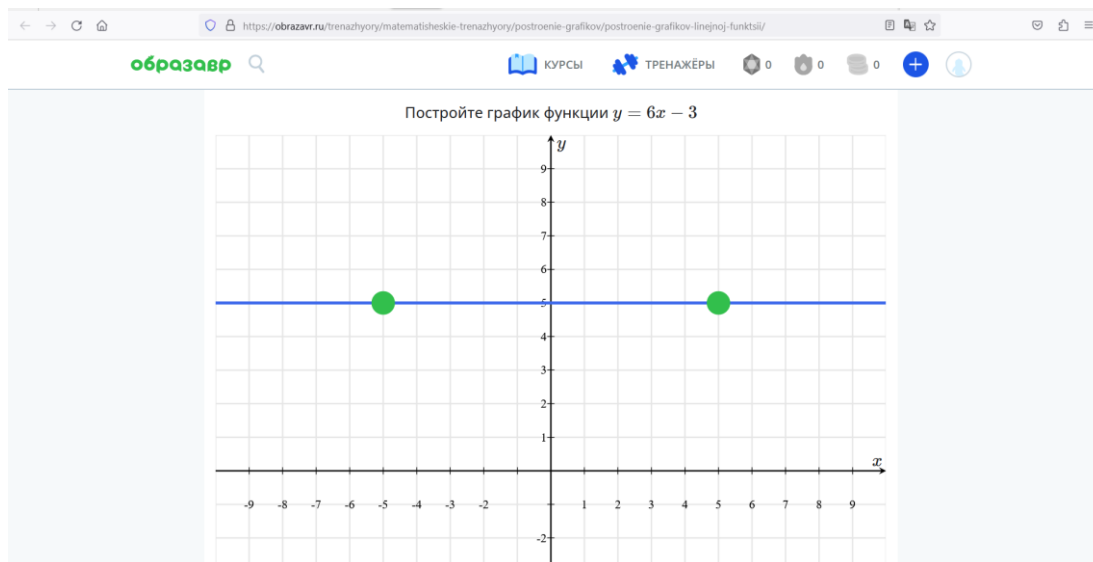 https://obrazavr.ru/trenazhyory/matematisheskie-trenazhyory/postroenie-grafikov/postroenie-grafikov-linejnoj-funktsii/
образавр КУРСЫ ТРЕНАЖЁРЫ 0 0 0
Постройте график функции y = 6x − 3
y
9
8
7
6
5
4
3
2
1
x
-9 -8 -7 -6 -5 -4 -3 -2 1 2 3 4 5 6 7 8 9
-2